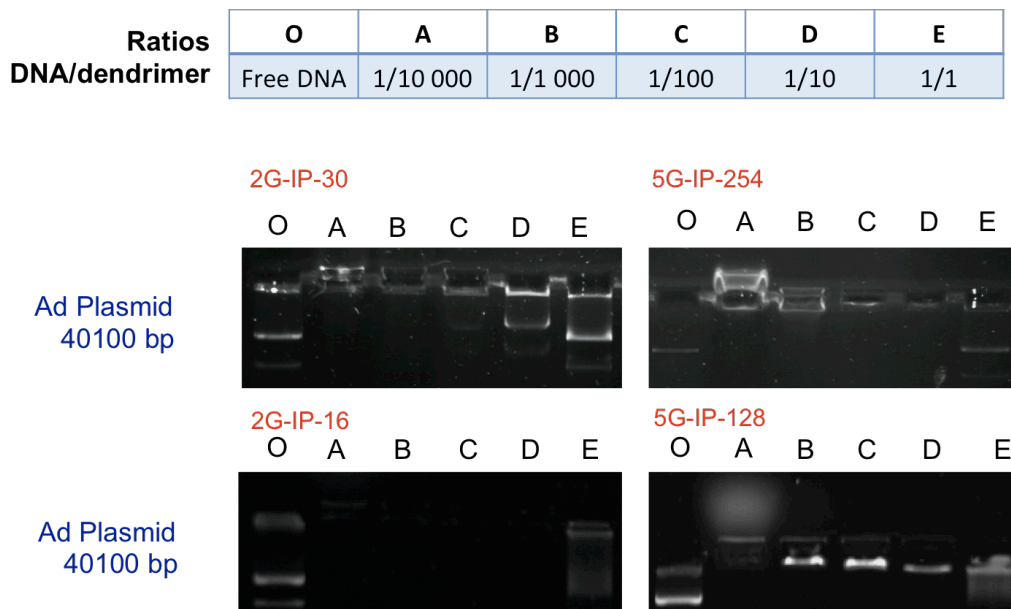 Ratios
DNA/dendrimer
O A B C D E
Free DNA 1/10 000 1/1 000 1/100 1/10 1/1
2G-IP-30
O A B C D E
Ad Plasmid
40100 bp
5G-IP-254
O A B C D E
2G-IP-16
O A B C D E
Ad Plasmid
40100 bp
5G-IP-128
O A B C D E